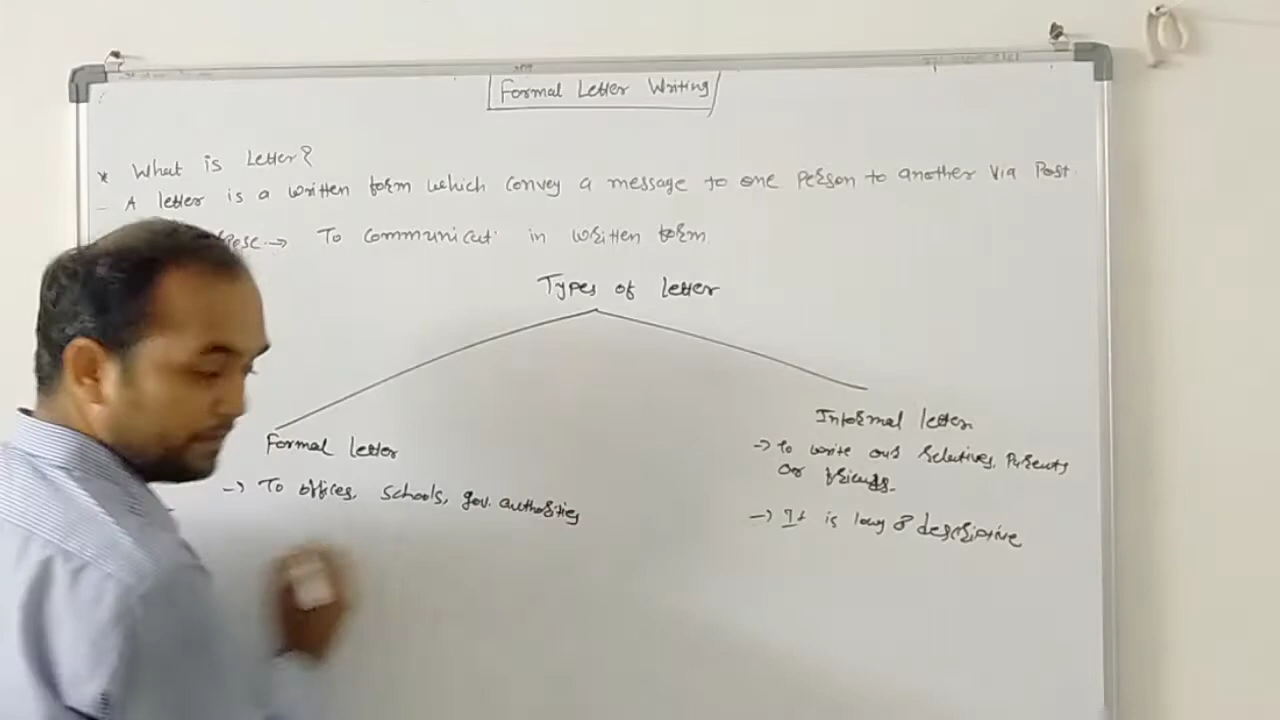 Formal Letter Writing
* What is Letter?
- A letter is a written form which convey a message to one person to another via Post.
pose → To communicat in written form
Types of letter
Formal letter
→ To offices, schools, gov. authorities
Informal letter
→ To write our relatives, parents
or friends.
→ It is long & descriptive